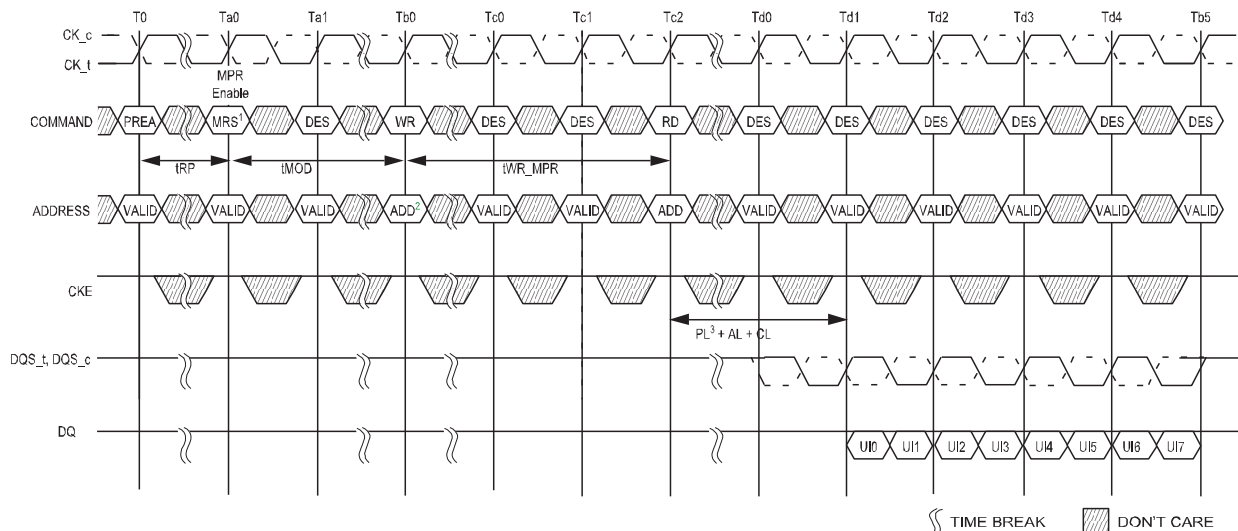 T0 Ta0 Ta1 Tb0 Tc0 Tc1 Tc2 Td0 Td1 Td2 Td3 Td4 Tb5
CK_c
CK_t
MPR
Enable
COMMAND PREA MRS1 DES WR DES DES RD DES DES DES DES DES DES
tRP tMOD tWR_MPR
ADDRESS VALID VALID VALID ADD2 VALID VALID ADD VALID VALID VALID VALID VALID VALID
CKE
PL3 + AL + CL
DQS_t, DQS_c
DQ UI0 UI1 UI2 UI3 UI4 UI5 UI6 UI7
TIME BREAK DON'T CARE